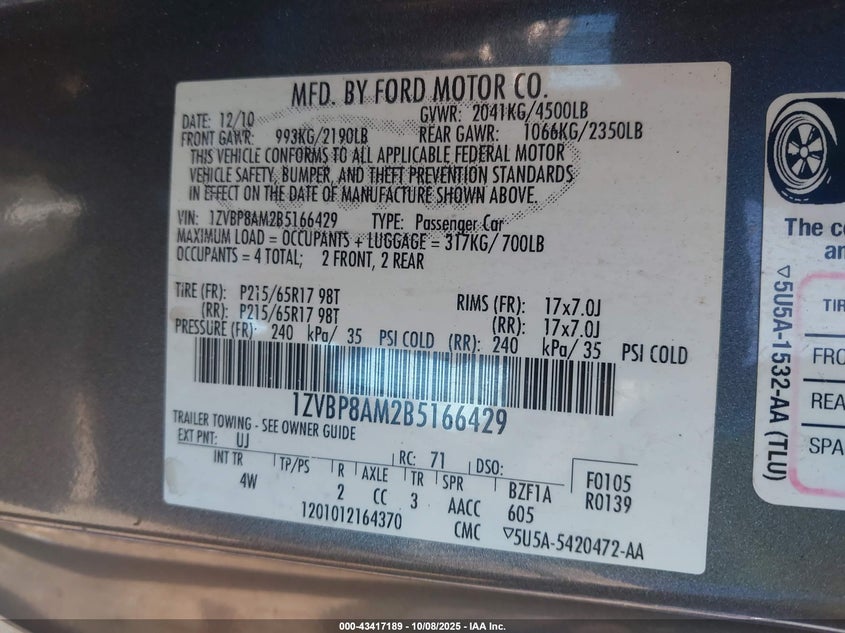 MFD. BY FORD MOTOR CO.
DATE: 12/10 GVWR: 2041KG/4500LB
FRONT GAWR: 993KG/2190LB REAR GAWR: 1066KG/2350LB
THIS VEHICLE CONFORMS TO ALL APPLICABLE FEDERAL MOTOR
VEHICLE SAFETY, BUMPER, AND THEFT PREVENTION STANDARDS
IN EFFECT ON THE DATE OF MANUFACTURE SHOWN ABOVE.
VIN: 1ZVBP8AM2B5166429 TYPE: Passenger Car
MAXIMUM LOAD = OCCUPANTS + LUGGAGE = 317KG/700LB
OCCUPANTS = 4 TOTAL; 2 FRONT, 2 REAR
TIRE (FR): P215/65R17 98T RIMS (FR): 17x7.0J
(RR): P215/65R17 98T (RR): 17x7.0J
PRESSURE (FR): 240 kPa/ 35 PSI COLD (RR): 240 kPa/ 35 PSI COLD
1ZVBP8AM2B5166429
TRAILER TOWING - SEE OWNER GUIDE
EXT PNT: UJ RC: 71 DSO:
INT TR TP/PS R AXLE TR SPR BZF1A F0105
4W 2 CC 3 AACC 605 R0139
1201012164370 CMC ▽5U5A-5420472-AA
The co
an
TIR
FRO
REA
SPA
▽5U5A-1532-AA (TLU)
000-43417189 - 10/08/2025 - IAA Inc.